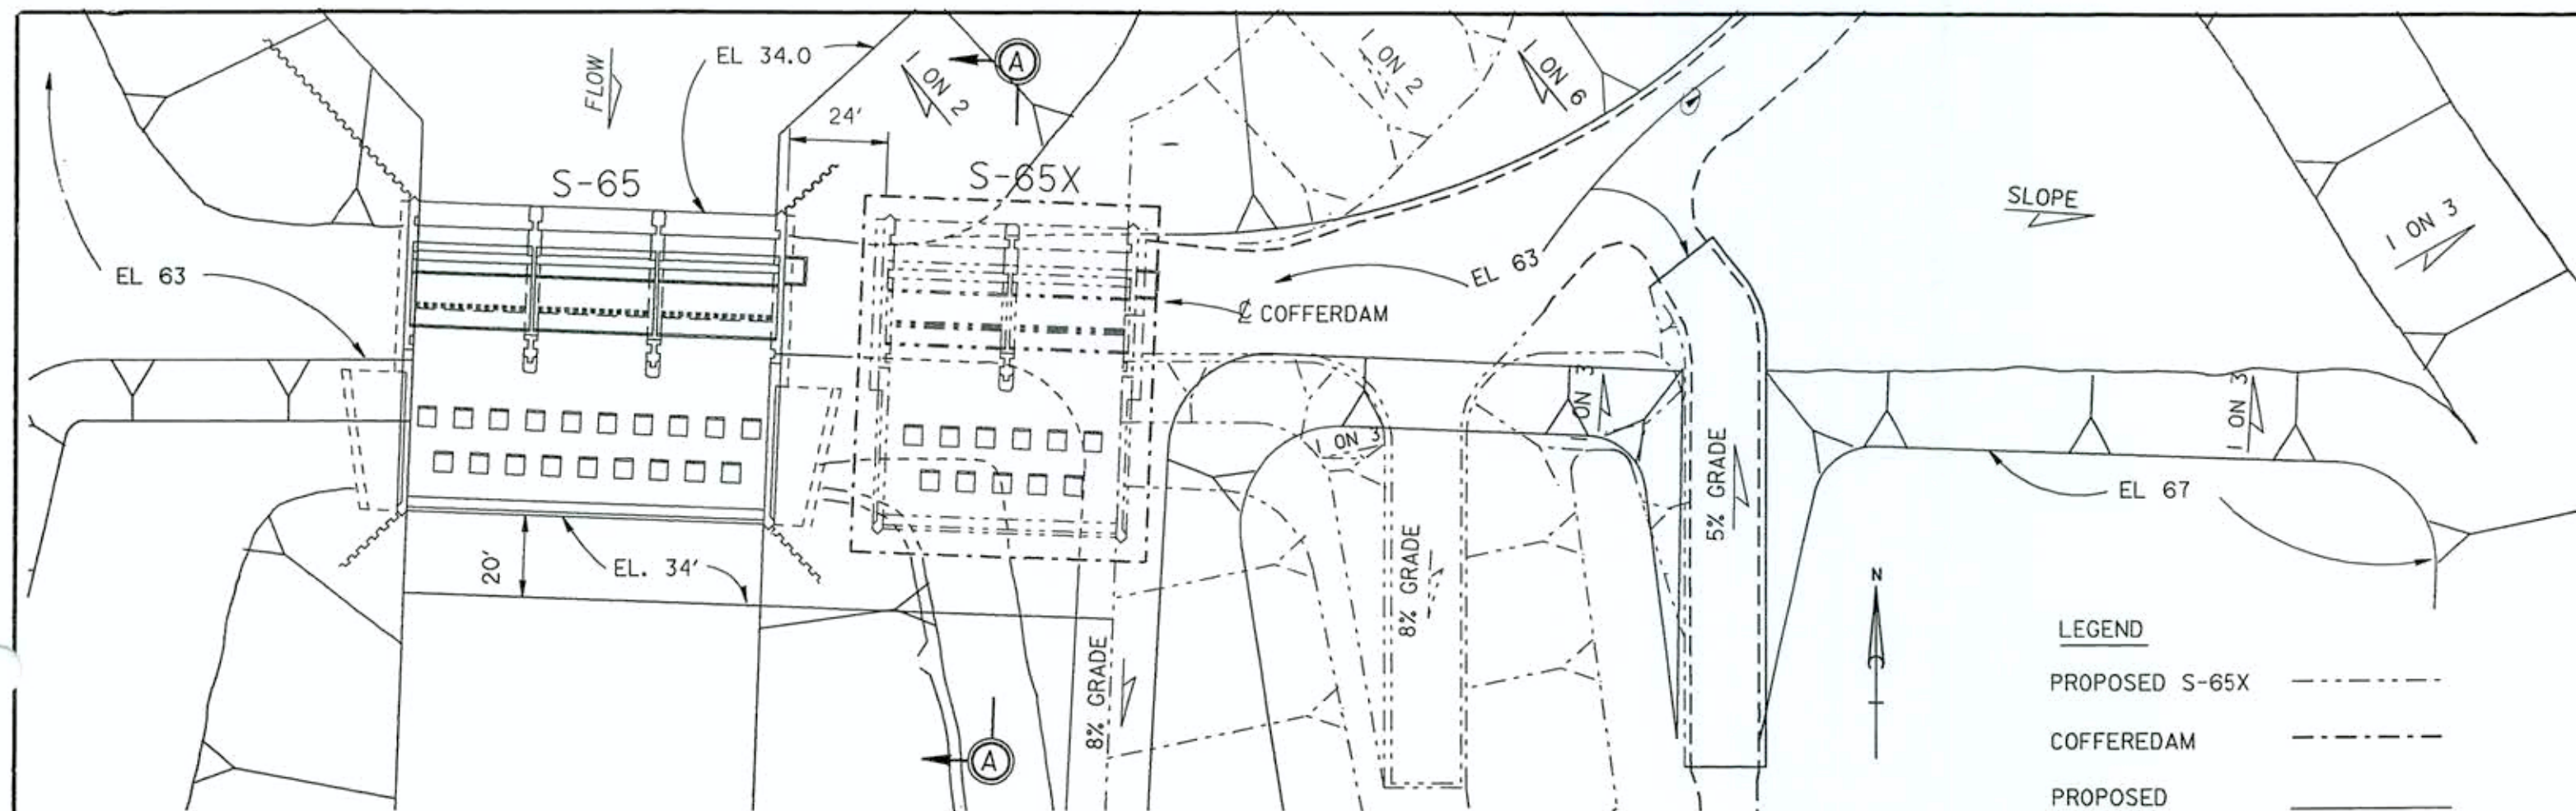 FLOW
EL 34.0
1 ON 2
A
1 ON 2
1 ON 6
24'
S-65
S-65X
SLOPE
1 ON 3
EL 63
EL 63
℄ COFFERDAM
ON 3
1 ON 3
1 ON 3
5% GRADE
EL 67
8% GRADE
20'
EL. 34'
8% GRADE
A
N
LEGEND
PROPOSED S-65X
COFFEREDAM
PROPOSED